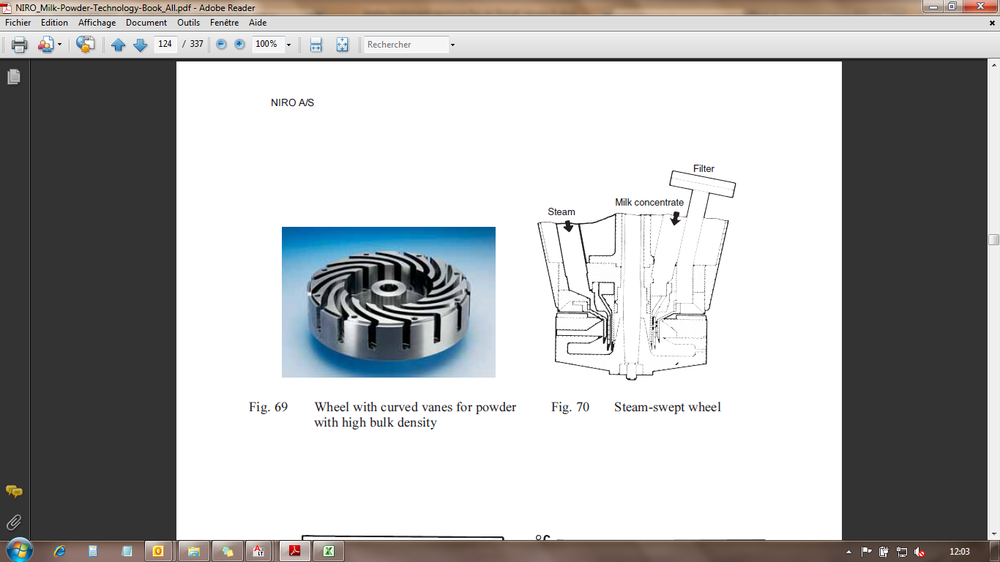 NIRO_Milk-Powder-Technology-Book_All.pdf - Adobe Reader
Fichier Edition Affichage Document Outils Fenêtre Aide
124 / 337 100% Rechercher
NIRO A/S
Filter
Milk concentrate
Steam
Fig. 69 Wheel with curved vanes for powder
with high bulk density
Fig. 70 Steam-swept wheel
LT
12:03